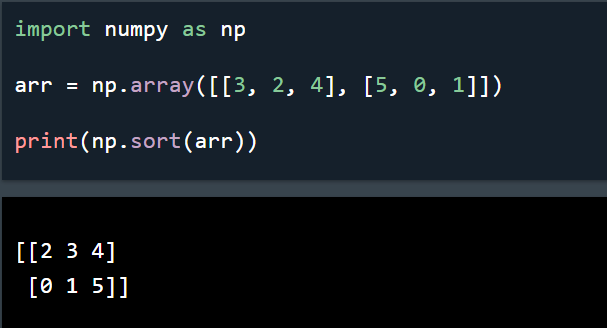 import numpy as np
arr = np.array([[3, 2, 4], [5, 0, 1]])
print(np.sort(arr))
[[2 3 4]
 [0 1 5]]